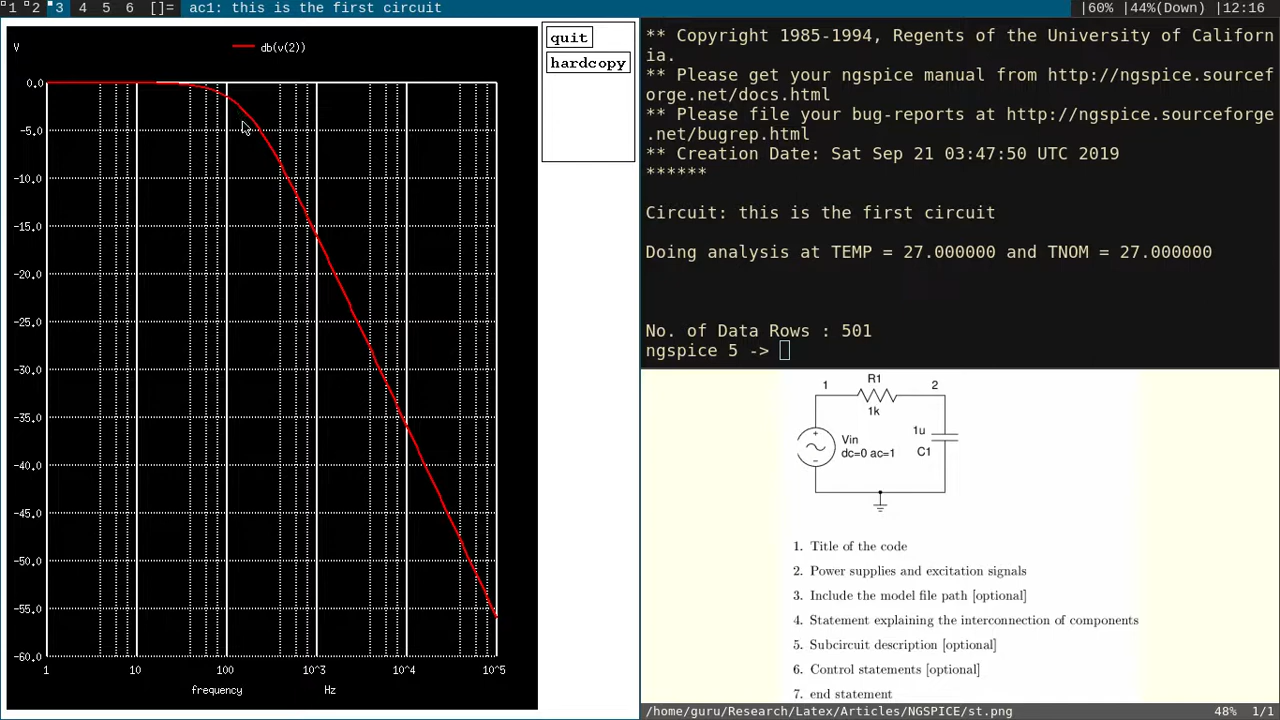 1 2 3 4 5 6 []= ac1: this is the first circuit |60% |44%(Down) |12:16
V
db(v(2))
0.0
-5.0
-10.0
-15.0
-20.0
-25.0
-30.0
-35.0
-40.0
-45.0
-50.0
-55.0
-60.0
1 10 100 10^3 10^4 10^5
frequency Hz
quit
hardcopy
** Copyright 1985-1994, Regents of the University of Californ
ia.
** Please get your ngspice manual from http://ngspice.sourcef
orge.net/docs.html
** Please file your bug-reports at http://ngspice.sourceforge
.net/bugrep.html
** Creation Date: Sat Sep 21 03:47:50 UTC 2019
******
Circuit: this is the first circuit
Doing analysis at TEMP = 27.000000 and TNOM = 27.000000
No. of Data Rows : 501
ngspice 5 ->
R1
1 2
1k
1u
+
Vin
dc=0 ac=1
C1
1. Title of the code
2. Power supplies and excitation signals
3. Include the model file path [optional]
4. Statement explaining the interconnection of components
5. Subcircuit description [optional]
6. Control statements [optional]
7. end statement
/home/guru/Research/Latex/Articles/NGSPICE/st.png 48% 1/1